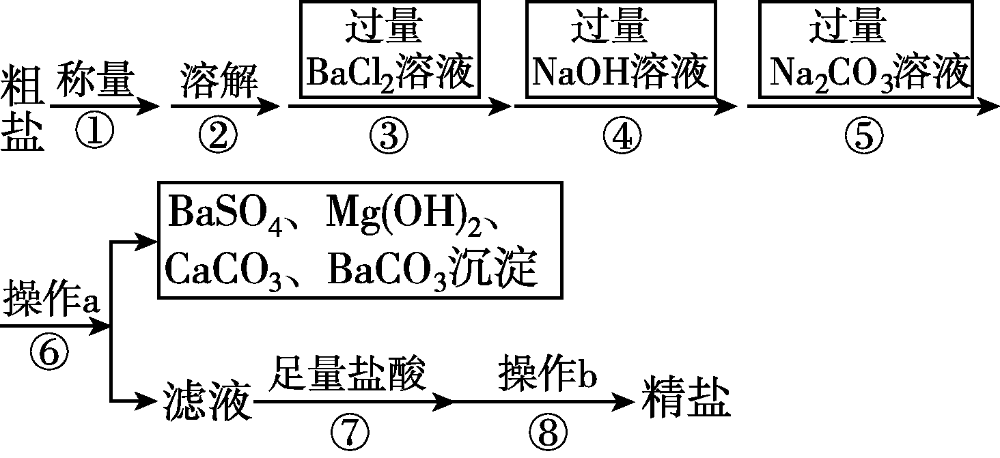 粗盐
称量
①
溶解
②
过量
BaCl₂溶液
③
过量
NaOH溶液
④
过量
Na₂CO₃溶液
⑤
操作a
⑥
BaSO₄、Mg(OH)₂、
CaCO₃、BaCO₃沉淀
滤液
足量盐酸
⑦
操作b
⑧
精盐